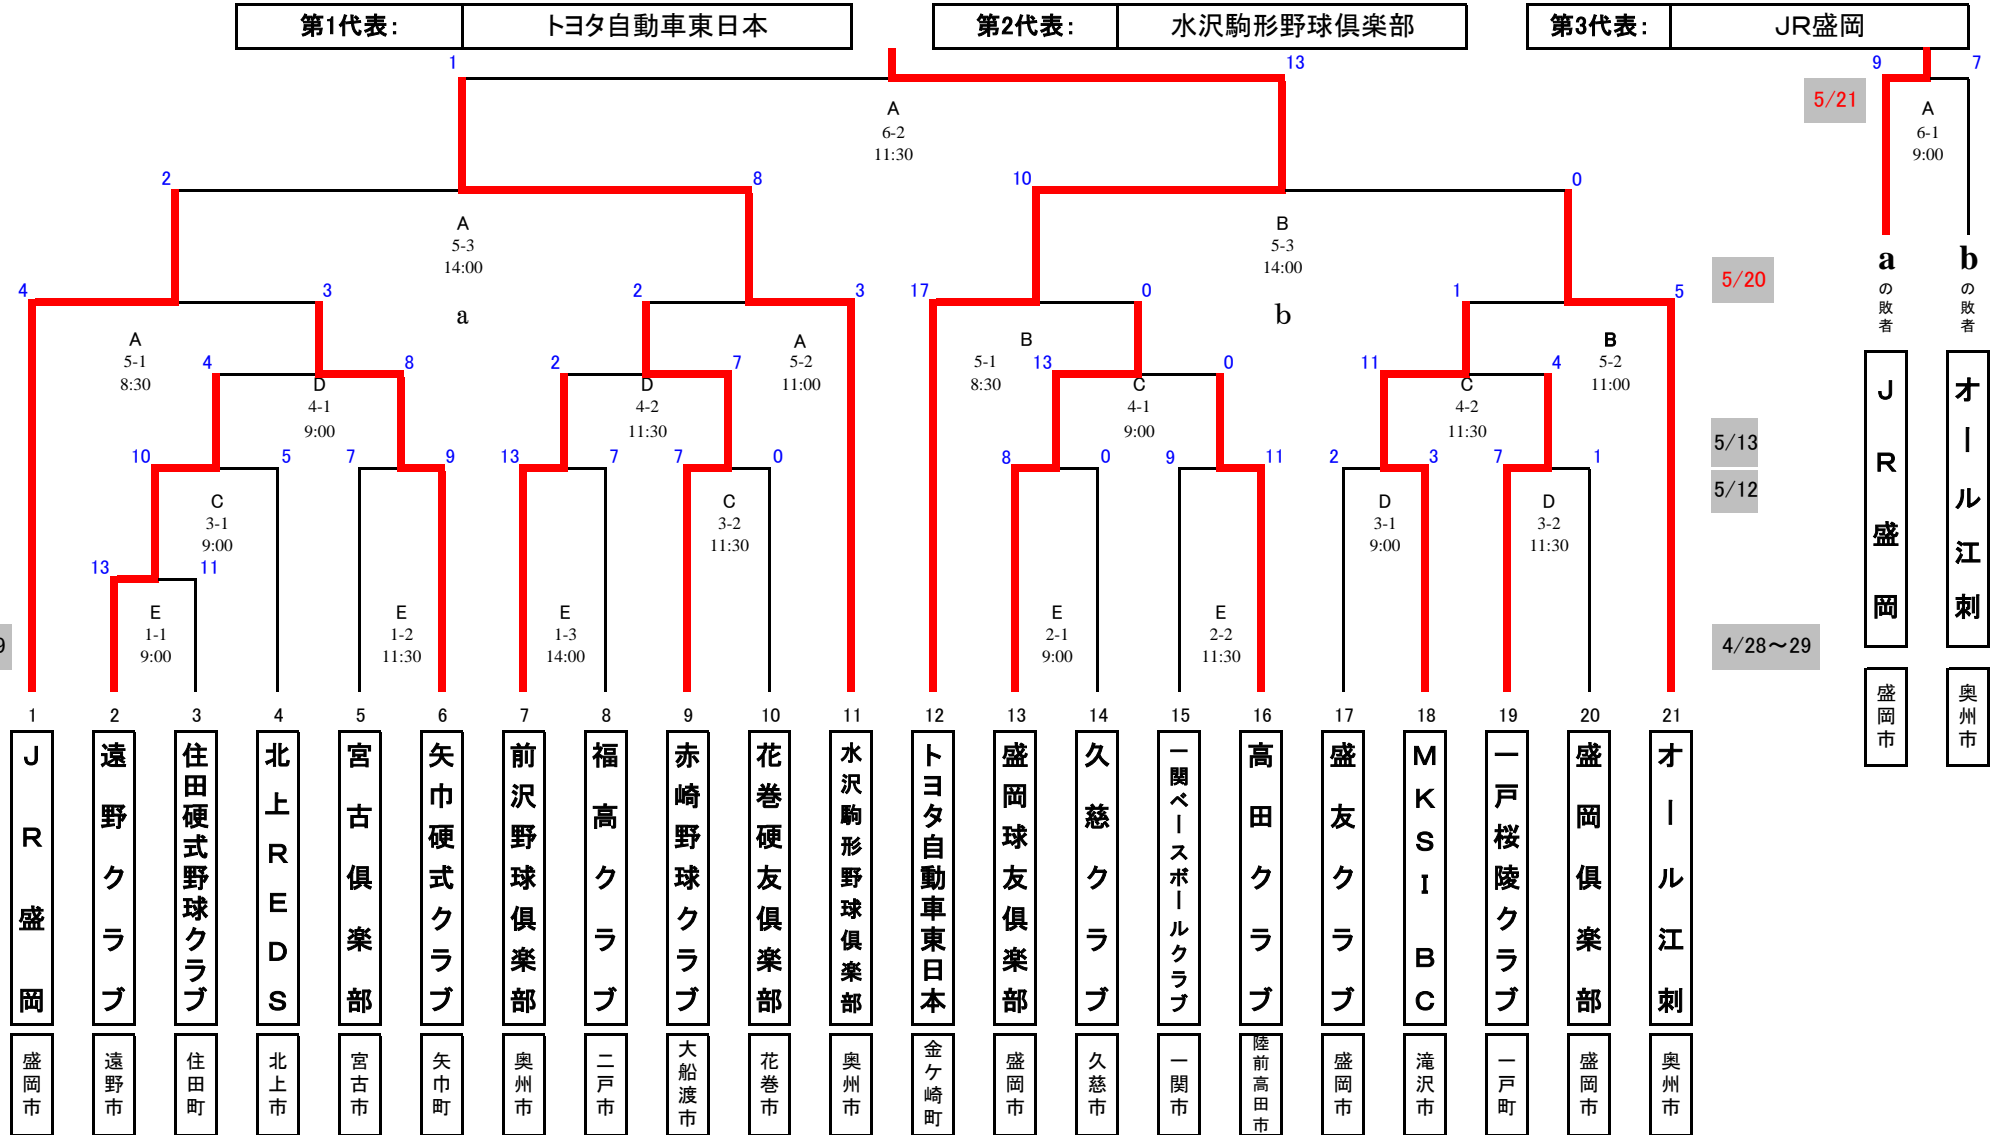 第1代表： トヨタ自動車東日本 第2代表： 水沢駒形野球倶楽部 第3代表： JR盛岡
1 13 9 7
A
6-2
11:30
5/21
A
6-1
9:00
2 8 10 0
A
5-3
14:00
B
5-3
14:00
a の敗者
b の敗者
5/20
4 3 2 3 17 0 1 5
a b
A
5-1
8:30
A
5-2
11:00
B
5-1
8:30
B
5-2
11:00
4 8 2 7 13 0 11 4
D
4-1
9:00
D
4-2
11:30
C
4-1
9:00
C
4-2
11:30
JR盛岡
オール江刺
5/13
10 5 7 9 13 7 7 0 8 0 9 11 2 3 7 1
5/12
C
3-1
9:00
C
3-2
11:30
D
3-1
9:00
D
3-2
11:30
13 11
E
1-1
9:00
E
1-2
11:30
E
1-3
14:00
E
2-1
9:00
E
2-2
11:30
9
4/28～29
盛岡市
奥州市
1 2 3 4 5 6 7 8 9 10 11 12 13 14 15 16 17 18 19 20 21
JR盛岡
遠野クラブ
住田硬式野球クラブ
北上REDS
宮古倶楽部
矢巾硬式クラブ
前沢野球倶楽部
福高クラブ
赤崎野球クラブ
花巻硬友倶楽部
水沢駒形野球倶楽部
トヨタ自動車東日本
盛岡球友倶楽部
久慈クラブ
一関ベースボールクラブ
高田クラブ
盛友クラブ
MKSI BC
一戸桜陵クラブ
盛岡倶楽部
オール江刺
盛岡市
遠野市
住田町
北上市
宮古市
矢巾町
奥州市
二戸市
大船渡市
花巻市
奥州市
金ケ崎町
盛岡市
久慈市
一関市
陸前高田市
盛岡市
滝沢市
一戸町
盛岡市
奥州市